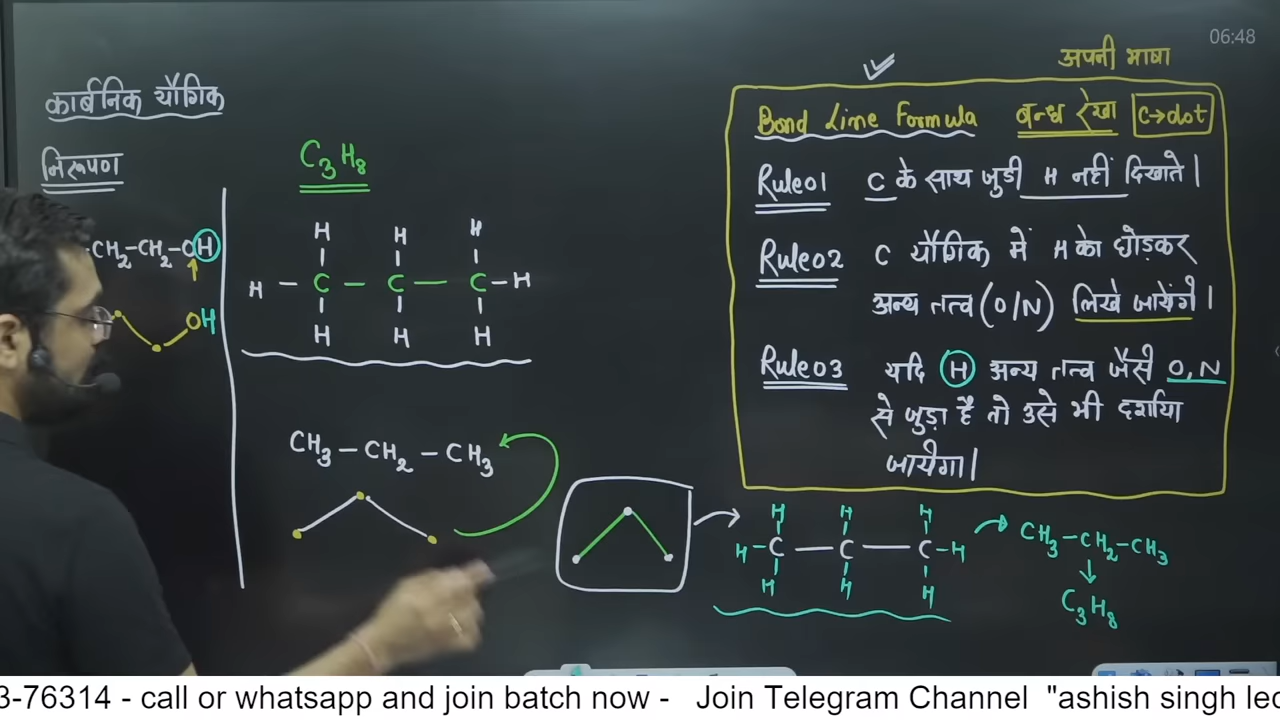 06:48
अपनी भाषा
कार्बनिक यौगिक
निरूपण
-CH2-CH2-OH
OH
C3H8
H H H
H - C - C - C - H
H H H
CH3 - CH2 - CH3
Bond Line Formula बन्ध रेखा C→dot
Rule01 C के साथ जुडी H नहीं दिखाते।
Rule02 C यौगिक में H को छोड़कर
अन्य तत्व (O/N) लिखे जायेंगे।
Rule03 यदि H अन्य तत्व जैसे O, N
से जुड़ा है तो उसे भी दर्शाया
जायेगा।
H H H
H - C - C - C - H
H H H
CH3-CH2-CH3
C3H8
3-76314 - call or whatsapp and join batch now - Join Telegram Channel "ashish singh lec